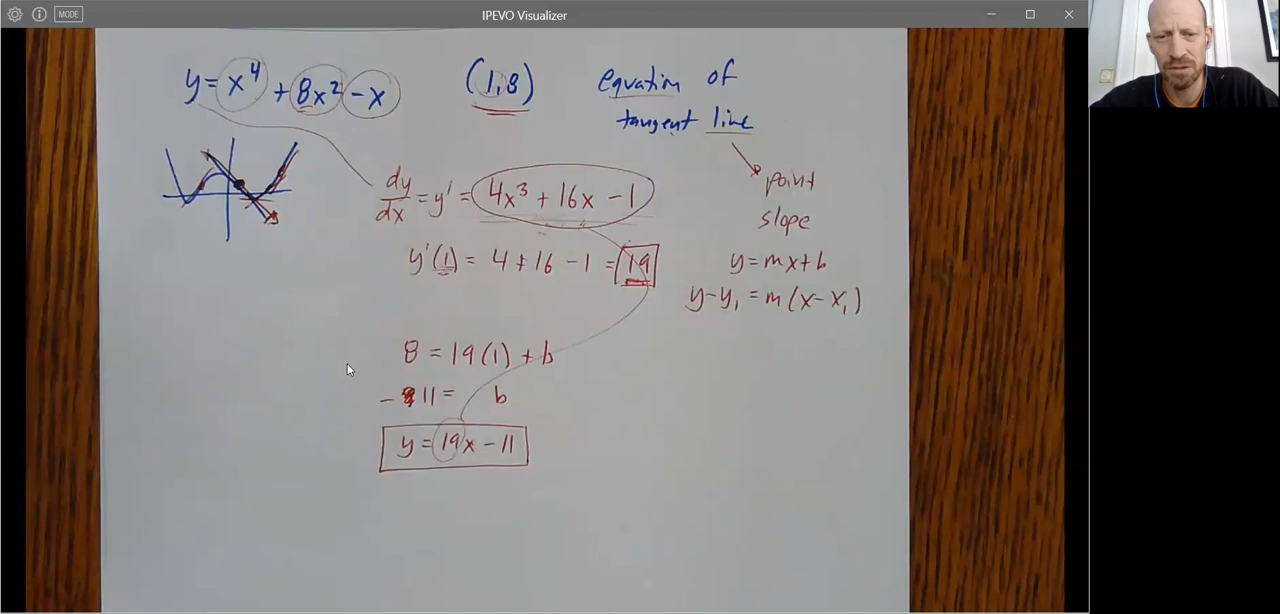 IPEVO Visualizer
MODE
y = x⁴ + 8x² - x
(1,8)
equation of
tangent line
point
slope
y = mx + b
y - y₁ = m(x - x₁)
dy/dx = y' = 4x³ + 16x - 1
y'(1) = 4 + 16 - 1 = 19
8 = 19(1) + b
- 11 = b
y = 19x - 11